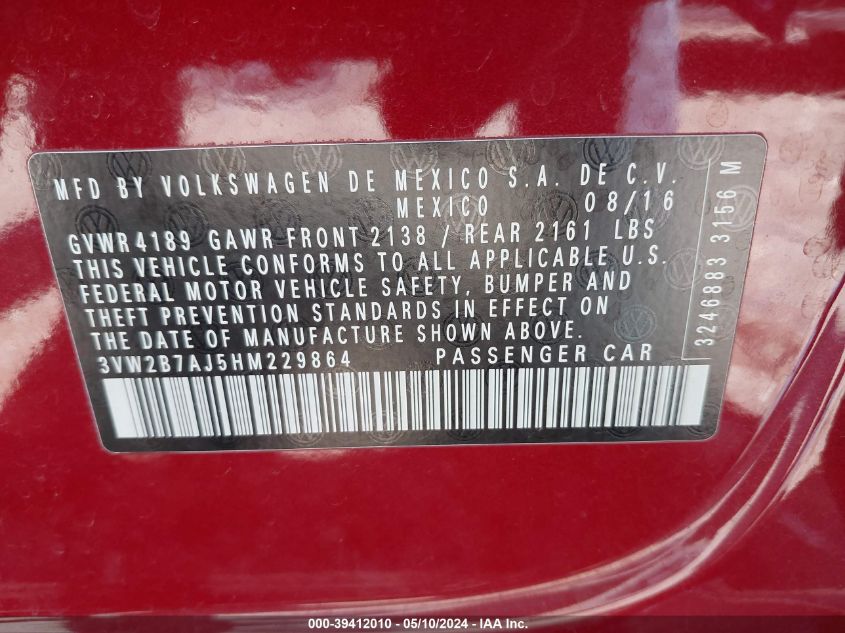 MFD BY VOLKSWAGEN DE MEXICO S.A. DE C.V.
MEXICO 08/16
GVWR 4189 GAWR FRONT 2138 / REAR 2161 LBS
THIS VEHICLE CONFORMS TO ALL APPLICABLE U.S.
FEDERAL MOTOR VEHICLE SAFETY, BUMPER AND
THEFT PREVENTION STANDARDS IN EFFECT ON
THE DATE OF MANUFACTURE SHOWN ABOVE.
3VW2B7AJ5HM229864 PASSENGER CAR
3246883 3156 M
000-39412010 - 05/10/2024 - IAA Inc.